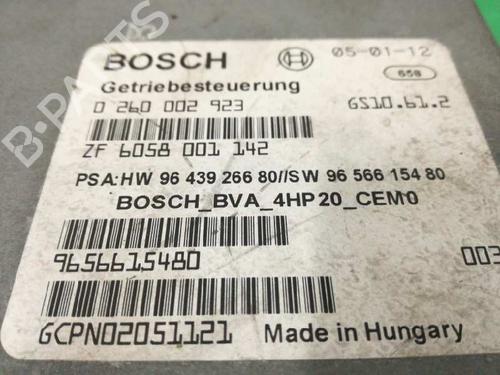 BOSCH 05-01-12
658
Getriebesteuerung
0 260 002 923 GS10.61.2
ZF 6058 001 142
PSA:HW 96 439 266 80//SW 96 566 154 80
BOSCH_BVA_4HP20_CEM0
9656615480 003
GCPN02051121 Made in Hungary
B-PARTS